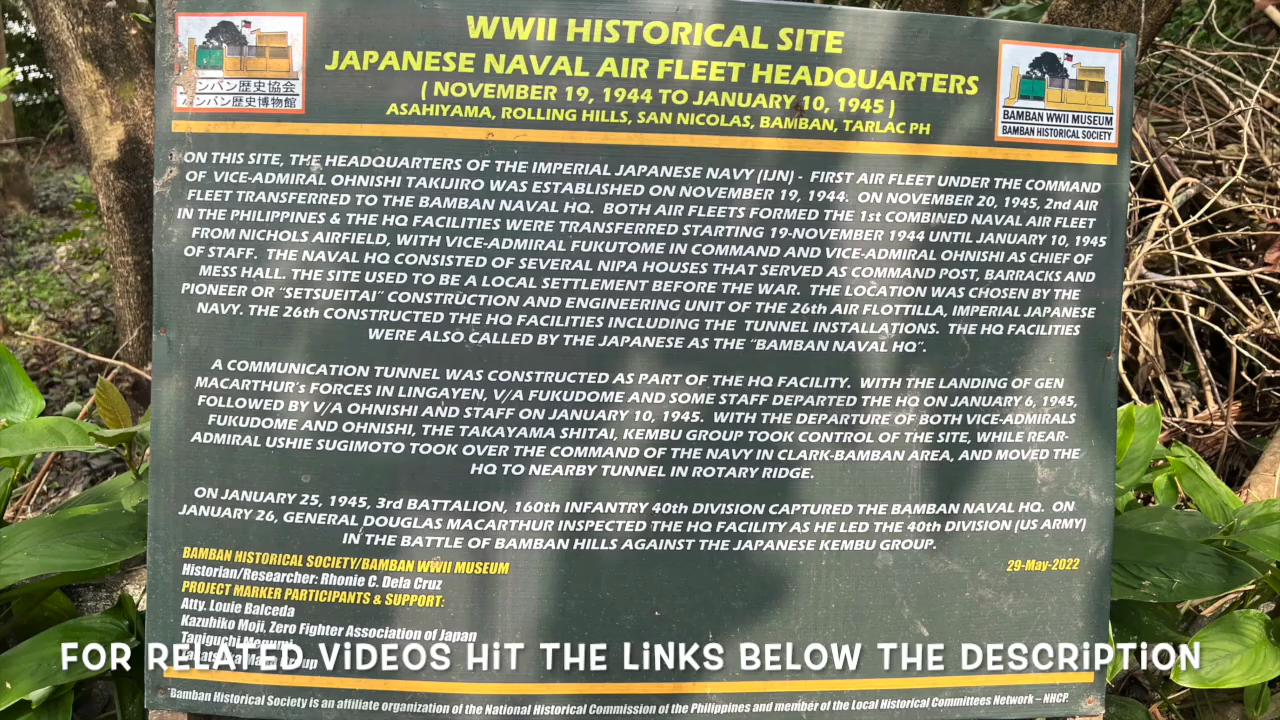 WWII HISTORICAL SITE
JAPANESE NAVAL AIR FLEET HEADQUARTERS
( NOVEMBER 19, 1944 TO JANUARY 10, 1945 )
ASAHIYAMA, ROLLING HILLS, SAN NICOLAS, BAMBAN, TARLAC PH
バンバン歴史協会
バンバン歴史博物館
BAMBAN WWII MUSEUM
BAMBAN HISTORICAL SOCIETY
ON THIS SITE, THE HEADQUARTERS OF THE IMPERIAL JAPANESE NAVY (IJN) - FIRST AIR FLEET UNDER THE COMMAND
OF VICE-ADMIRAL OHNISHI TAKIJIRO WAS ESTABLISHED ON NOVEMBER 19, 1944. ON NOVEMBER 20, 1945, 2nd AIR
FLEET TRANSFERRED TO THE BAMBAN NAVAL HQ. BOTH AIR FLEETS FORMED THE 1st COMBINED NAVAL AIR FLEET
IN THE PHILIPPINES & THE HQ FACILITIES WERE TRANSFERRED STARTING 19-NOVEMBER 1944 UNTIL JANUARY 10, 1945
FROM NICHOLS AIRFIELD, WITH VICE-ADMIRAL FUKUTOME IN COMMAND AND VICE-ADMIRAL OHNISHI AS CHIEF OF
OF STAFF. THE NAVAL HQ CONSISTED OF SEVERAL NIPA HOUSES THAT SERVED AS COMMAND POST, BARRACKS AND
MESS HALL. THE SITE USED TO BE A LOCAL SETTLEMENT BEFORE THE WAR. THE LOCATION WAS CHOSEN BY THE
PIONEER OR "SETSUEITAI" CONSTRUCTION AND ENGINEERING UNIT OF THE 26th AIR FLOTTILLA, IMPERIAL JAPANESE
NAVY. THE 26th CONSTRUCTED THE HQ FACILITIES INCLUDING THE TUNNEL INSTALLATIONS. THE HQ FACILITIES
WERE ALSO CALLED BY THE JAPANESE AS THE "BAMBAN NAVAL HQ".
A COMMUNICATION TUNNEL WAS CONSTRUCTED AS PART OF THE HQ FACILITY. WITH THE LANDING OF GEN
MACARTHUR's FORCES IN LINGAYEN, V/A FUKUDOME AND SOME STAFF DEPARTED THE HQ ON JANUARY 6, 1945,
FOLLOWED BY V/A OHNISHI AND STAFF ON JANUARY 10, 1945. WITH THE DEPARTURE OF BOTH VICE-ADMIRALS
FUKUDOME AND OHNISHI, THE TAKAYAMA SHITAI, KEMBU GROUP TOOK CONTROL OF THE SITE, WHILE REAR-
ADMIRAL USHIE SUGIMOTO TOOK OVER THE COMMAND OF THE NAVY IN CLARK-BAMBAN AREA, AND MOVED THE
HQ TO NEARBY TUNNEL IN ROTARY RIDGE.
ON JANUARY 25, 1945, 3rd BATTALION, 160th INFANTRY 40th DIVISION CAPTURED THE BAMBAN NAVAL HQ. ON
JANUARY 26, GENERAL DOUGLAS MACARTHUR INSPECTED THE HQ FACILITY AS HE LED THE 40th DIVISION (US ARMY)
IN THE BATTLE OF BAMBAN HILLS AGAINST THE JAPANESE KEMBU GROUP.
BAMBAN HISTORICAL SOCIETY/BAMBAN WWII MUSEUM
29-May-2022
Historian/Researcher: Rhonie C. Dela Cruz
PROJECT MARKER PARTICIPANTS & SUPPORT:
Atty. Louie Balceda
Kazuhiko Moji, Zero Fighter Association of Japan
Taniguchi Megumi
FOR RELATED VIDEOS HIT THE LINKS BELOW THE DESCRIPTION
*Bamban Historical Society is an affiliate organization of the National Historical Commission of the Philippines and member of the Local Historical Committees Network – NHCP